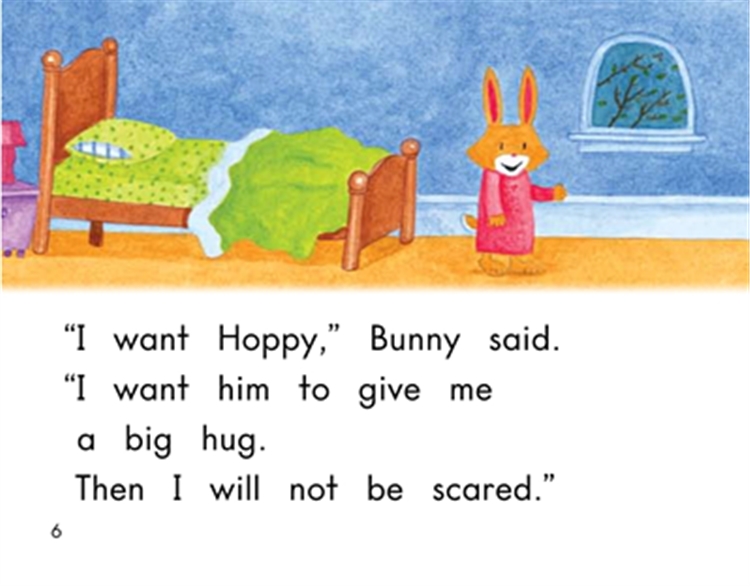 “I want Hoppy,” Bunny said.
“I want him to give me
a big hug.
Then I will not be scared.”
6